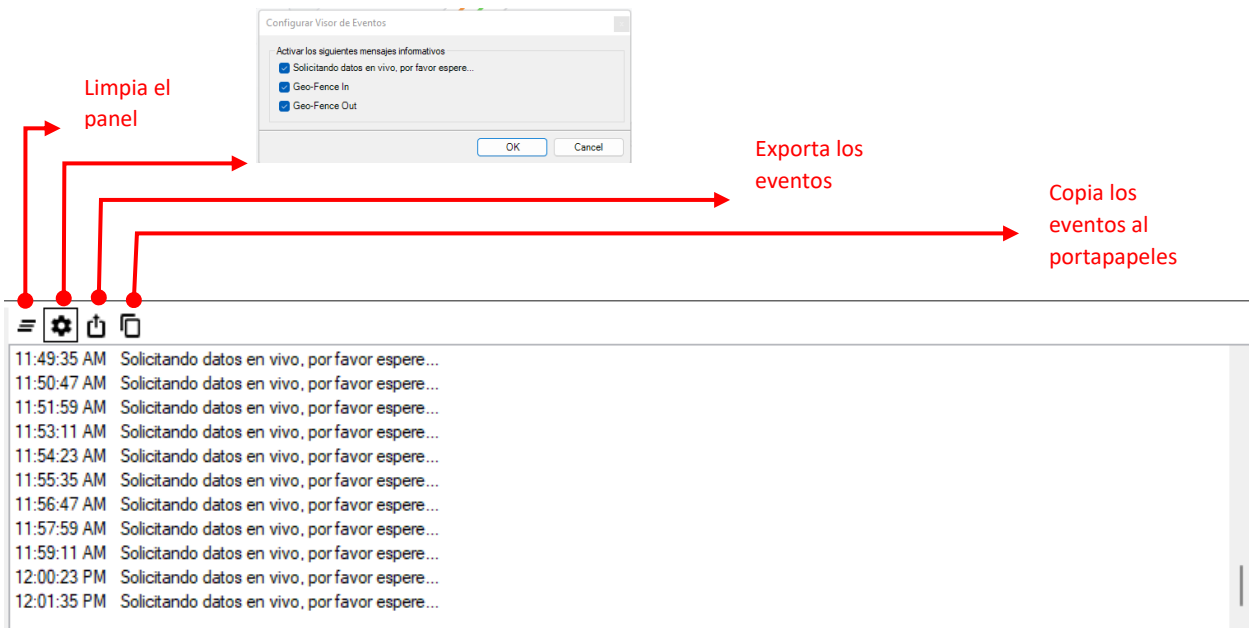 Configurar Visor de Eventos
Activar los siguientes mensajes informativos
Solicitando datos en vivo, por favor espere...
Geo-Fence In
Geo-Fence Out
OK Cancel
Limpia el
panel
Exporta los
eventos
Copia los
eventos al
portapapeles
11:49:35 AM Solicitando datos en vivo, por favor espere...
11:50:47 AM Solicitando datos en vivo, por favor espere...
11:51:59 AM Solicitando datos en vivo, por favor espere...
11:53:11 AM Solicitando datos en vivo, por favor espere...
11:54:23 AM Solicitando datos en vivo, por favor espere...
11:55:35 AM Solicitando datos en vivo, por favor espere...
11:56:47 AM Solicitando datos en vivo, por favor espere...
11:57:59 AM Solicitando datos en vivo, por favor espere...
11:59:11 AM Solicitando datos en vivo, por favor espere...
12:00:23 PM Solicitando datos en vivo, por favor espere...
12:01:35 PM Solicitando datos en vivo, por favor espere...